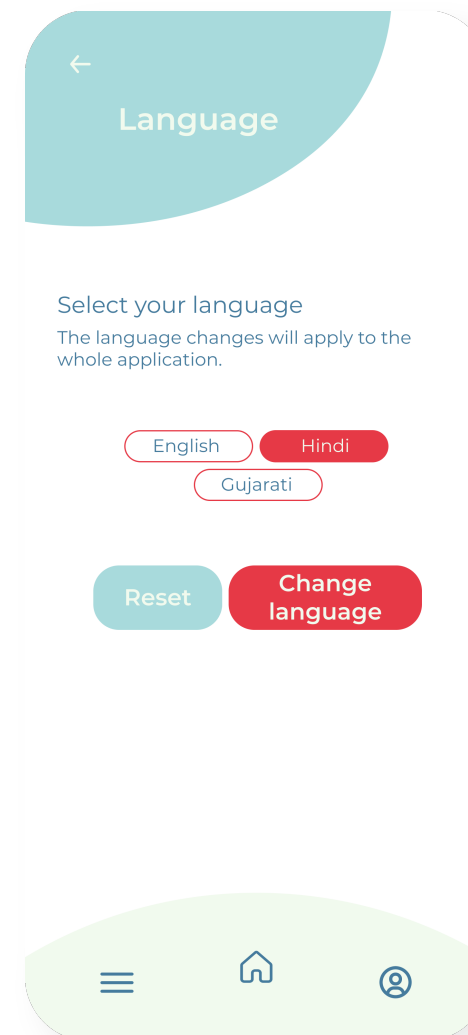 Language
Select your language
The language changes will apply to the
whole application.
English Hindi
Gujarati
Reset Change
language